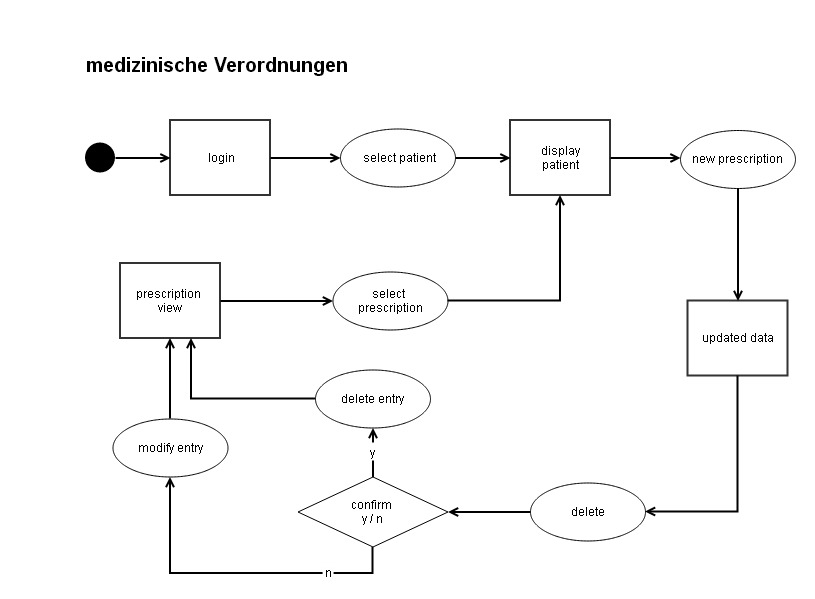 medizinische Verordnungen
login
select patient
display
patient
new prescription
prescription
view
select
prescription
updated data
delete entry
modify entry
y
confirm
y / n
delete
n